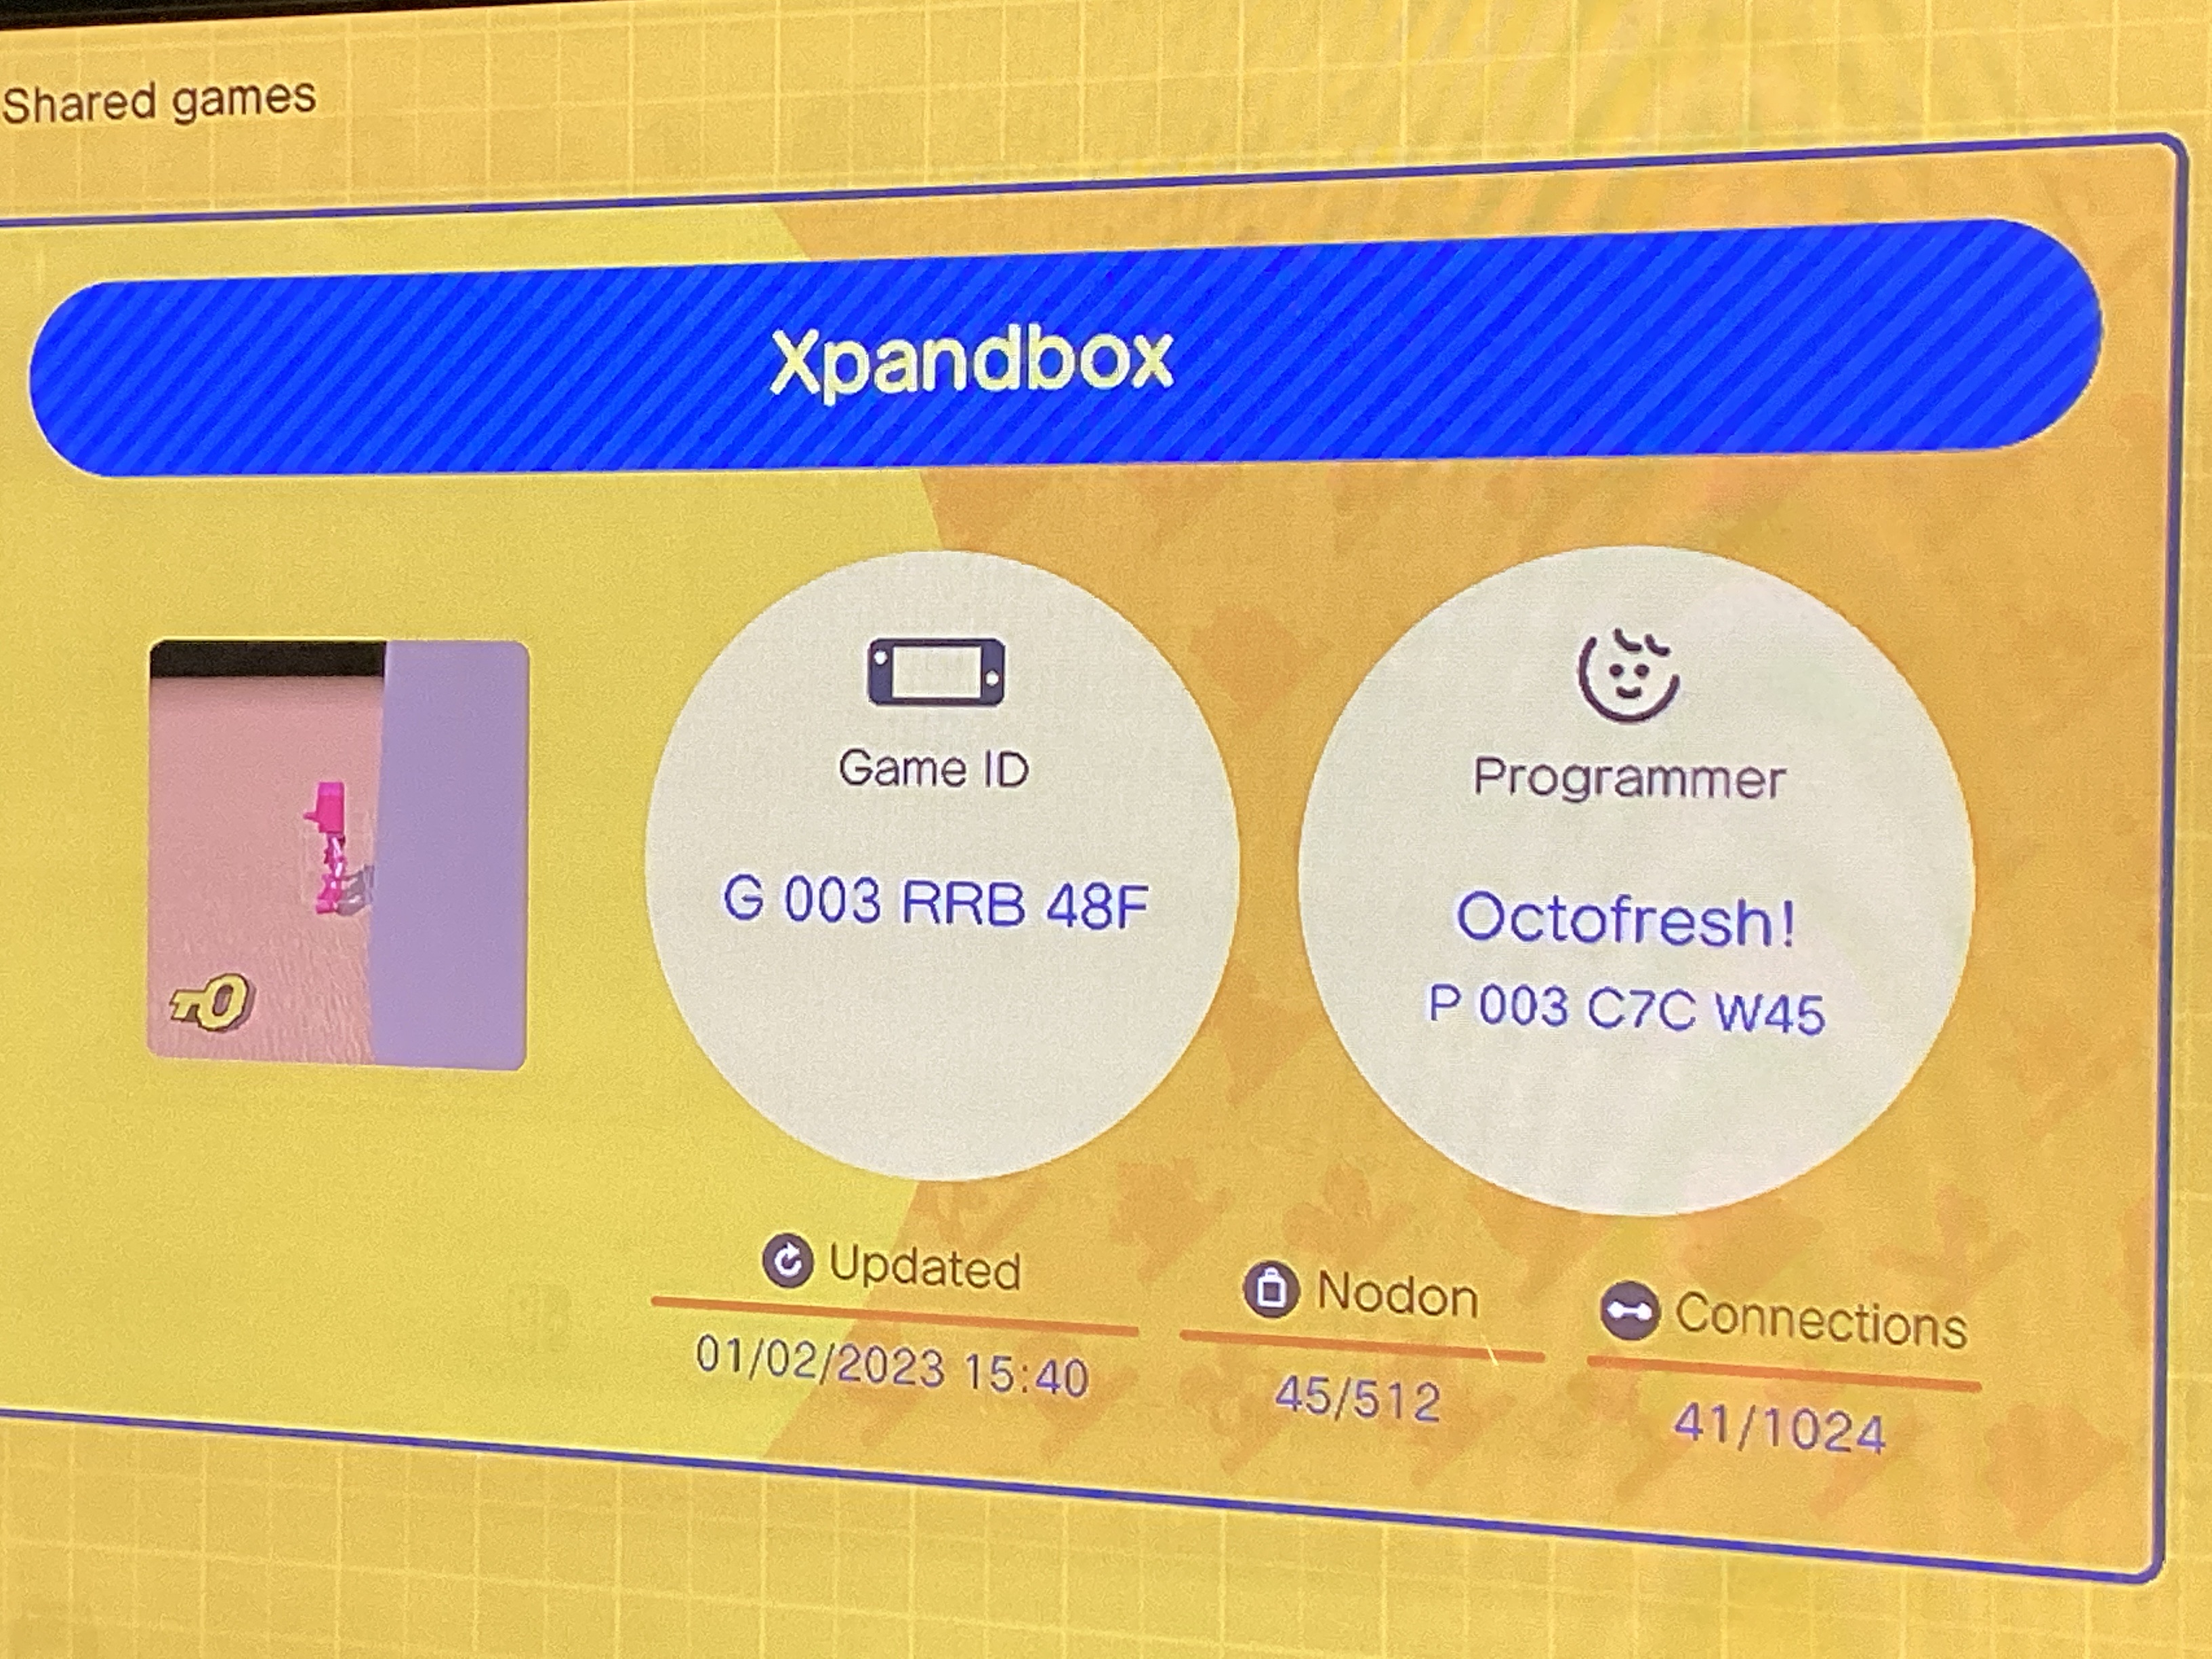 Shared games
Xpandbox
Game ID
G 003 RRB 48F
Programmer
Octofresh!
P 003 C7C W45
Updated
01/02/2023 15:40
Nodon
45/512
Connections
41/1024